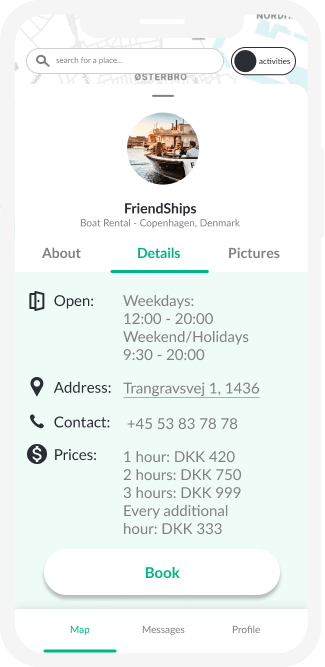 search for a place...
activities
ØSTERBRO
FriendShips
Boat Rental - Copenhagen, Denmark
About
Details
Pictures
Open:
Weekdays:
12:00 - 20:00
Weekend/Holidays
9:30 - 20:00
Address:
Trangravsvej 1, 1436
Contact:
+45 53 83 78 78
Prices:
1 hour: DKK 420
2 hours: DKK 750
3 hours: DKK 999
Every additional
hour: DKK 333
Book
Map
Messages
Profile